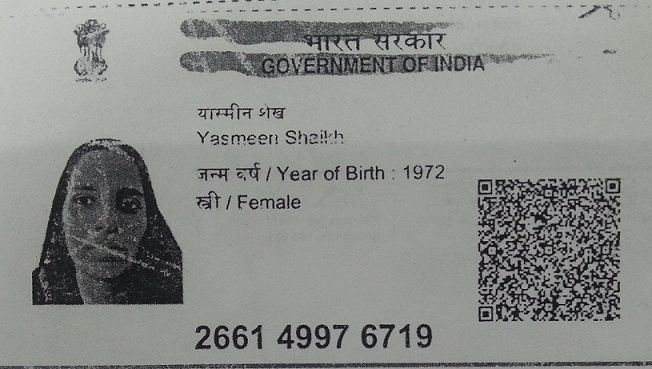 भारत सरकार
GOVERNMENT OF INDIA
यास्मीन शेख
Yasmeen Shaikh
जन्म वर्ष / Year of Birth : 1972
स्त्री / Female
2661 4997 6719